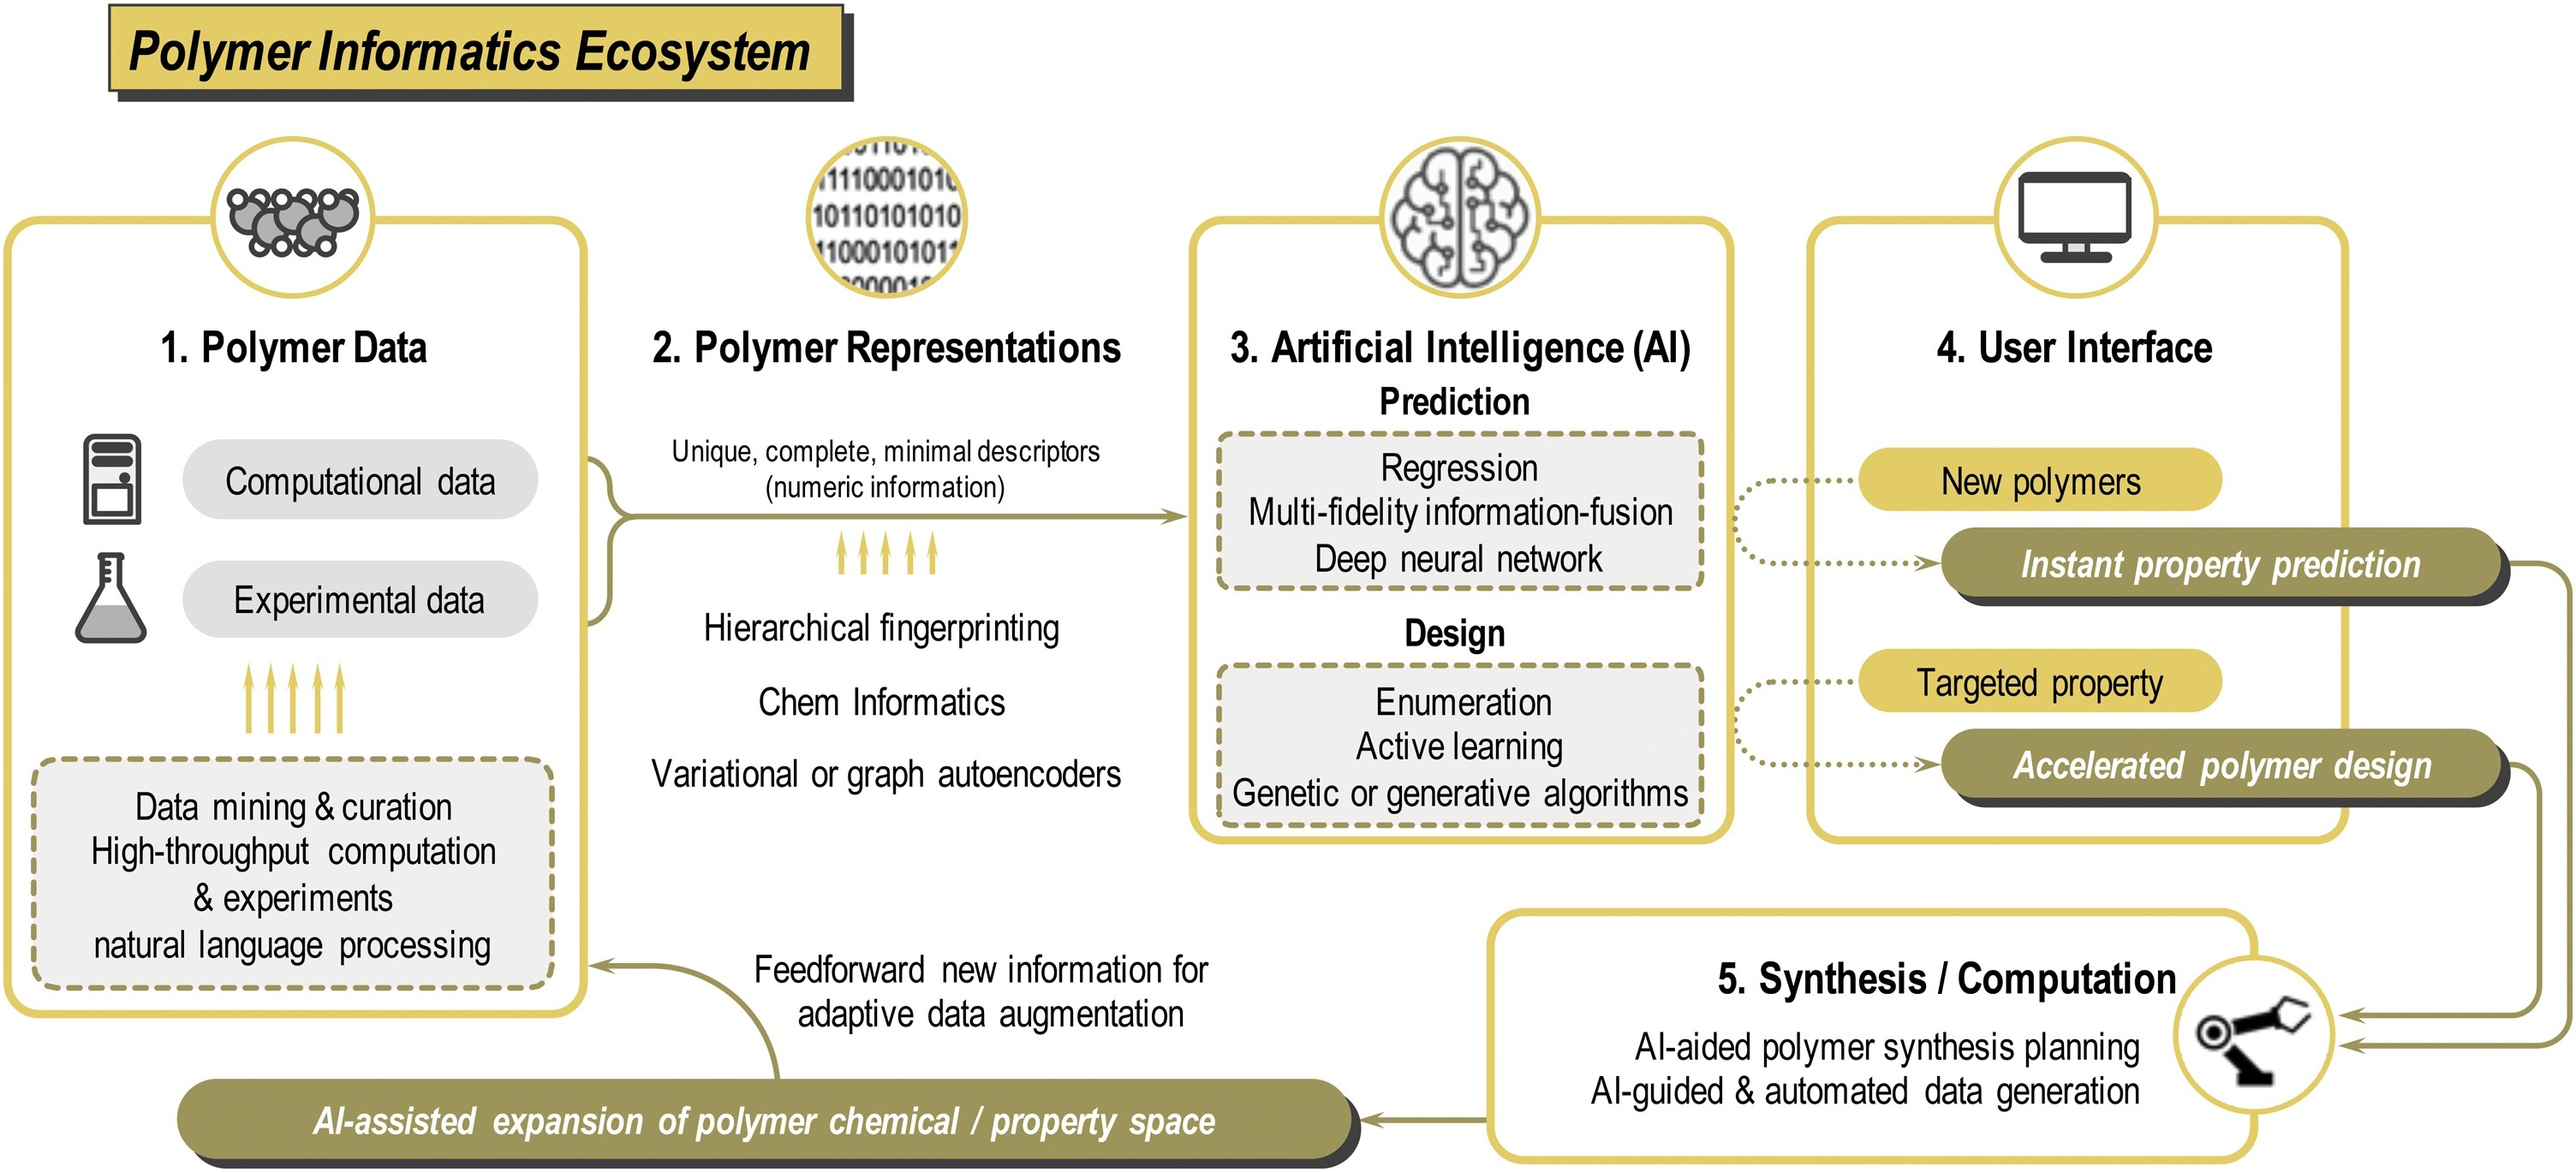 Polymer Informatics Ecosystem
1. Polymer Data
Computational data
Experimental data
Data mining & curation
High-throughput computation
& experiments
natural language processing
11110001010
10110101010
11000101011
2. Polymer Representations
Unique, complete, minimal descriptors
(numeric information)
Hierarchical fingerprinting
Chem Informatics
Variational or graph autoencoders
3. Artificial Intelligence (AI)
Prediction
Regression
Multi-fidelity information-fusion
Deep neural network
Design
Enumeration
Active learning
Genetic or generative algorithms
4. User Interface
New polymers
Instant property prediction
Targeted property
Accelerated polymer design
5. Synthesis / Computation
AI-aided polymer synthesis planning
AI-guided & automated data generation
AI-assisted expansion of polymer chemical / property space
Feedforward new information for
adaptive data augmentation